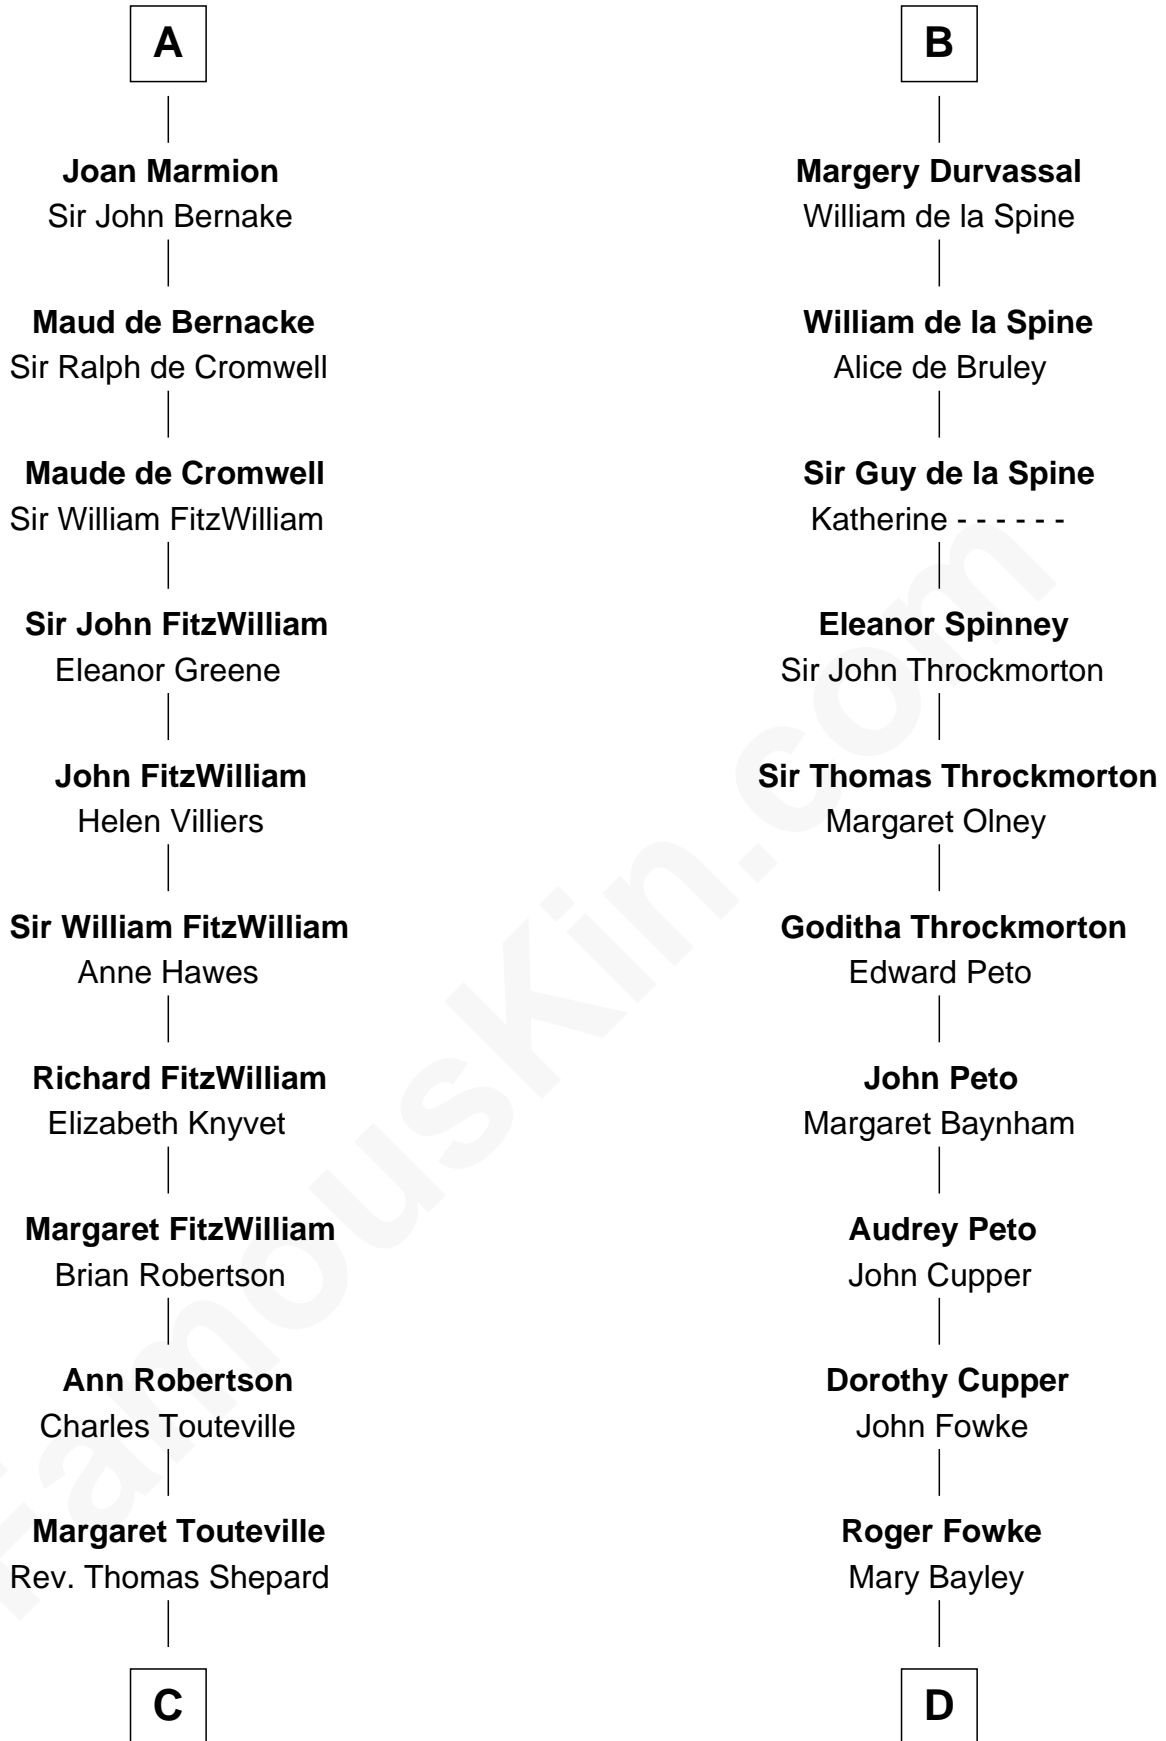 A
Joan Marmion
Sir John Bernake
Maud de Bernacke
Sir Ralph de Cromwell
Maude de Cromwell
Sir William FitzWilliam
Sir John FitzWilliam
Eleanor Greene
John FitzWilliam
Helen Villiers
Sir William FitzWilliam
Anne Hawes
Richard FitzWilliam
Elizabeth Knyvet
Margaret FitzWilliam
Brian Robertson
Ann Robertson
Charles Touteville
Margaret Touteville
Rev. Thomas Shepard
C
B
Margery Durvassal
William de la Spine
William de la Spine
Alice de Bruley
Sir Guy de la Spine
Katherine - - - - - -
Eleanor Spinney
Sir John Throckmorton
Sir Thomas Throckmorton
Margaret Olney
Goditha Throckmorton
Edward Peto
John Peto
Margaret Baynham
Audrey Peto
John Cupper
Dorothy Cupper
John Fowke
Roger Fowke
Mary Bayley
D
FamousKin.com